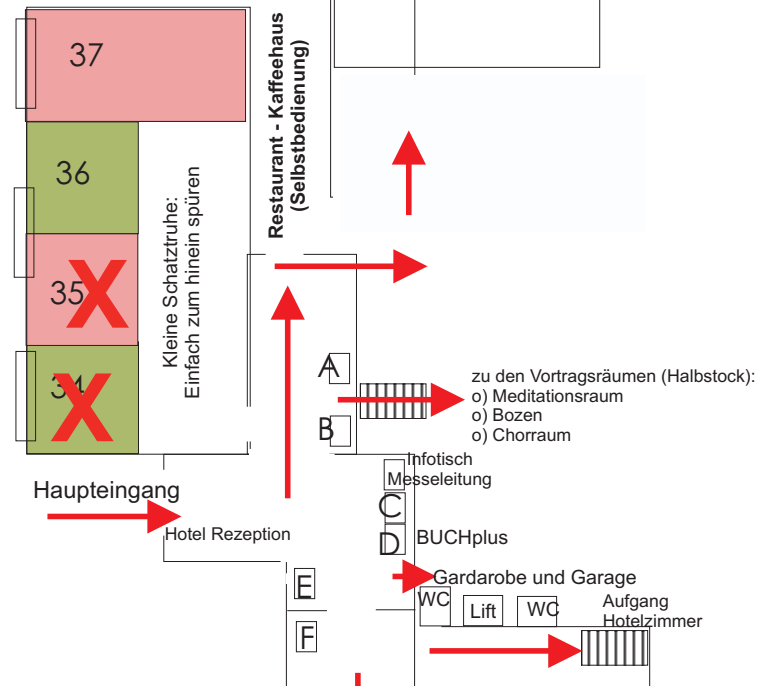 37
36
35
34
X
X
Kleine Schatztruhe:
Einfach zum hinein spüren
Restaurant - Kaffeehaus
(Selbstbedienung)
A
B
zu den Vortragsräumen (Halbstock):
o) Meditationsraum
o) Bozen
o) Chorraum
Infotisch
Messeleitung
Haupteingang
Hotel Rezeption
C
D
BUCHplus
E
F
Gardarobe und Garage
WC
Lift
WC
Aufgang
Hotelzimmer